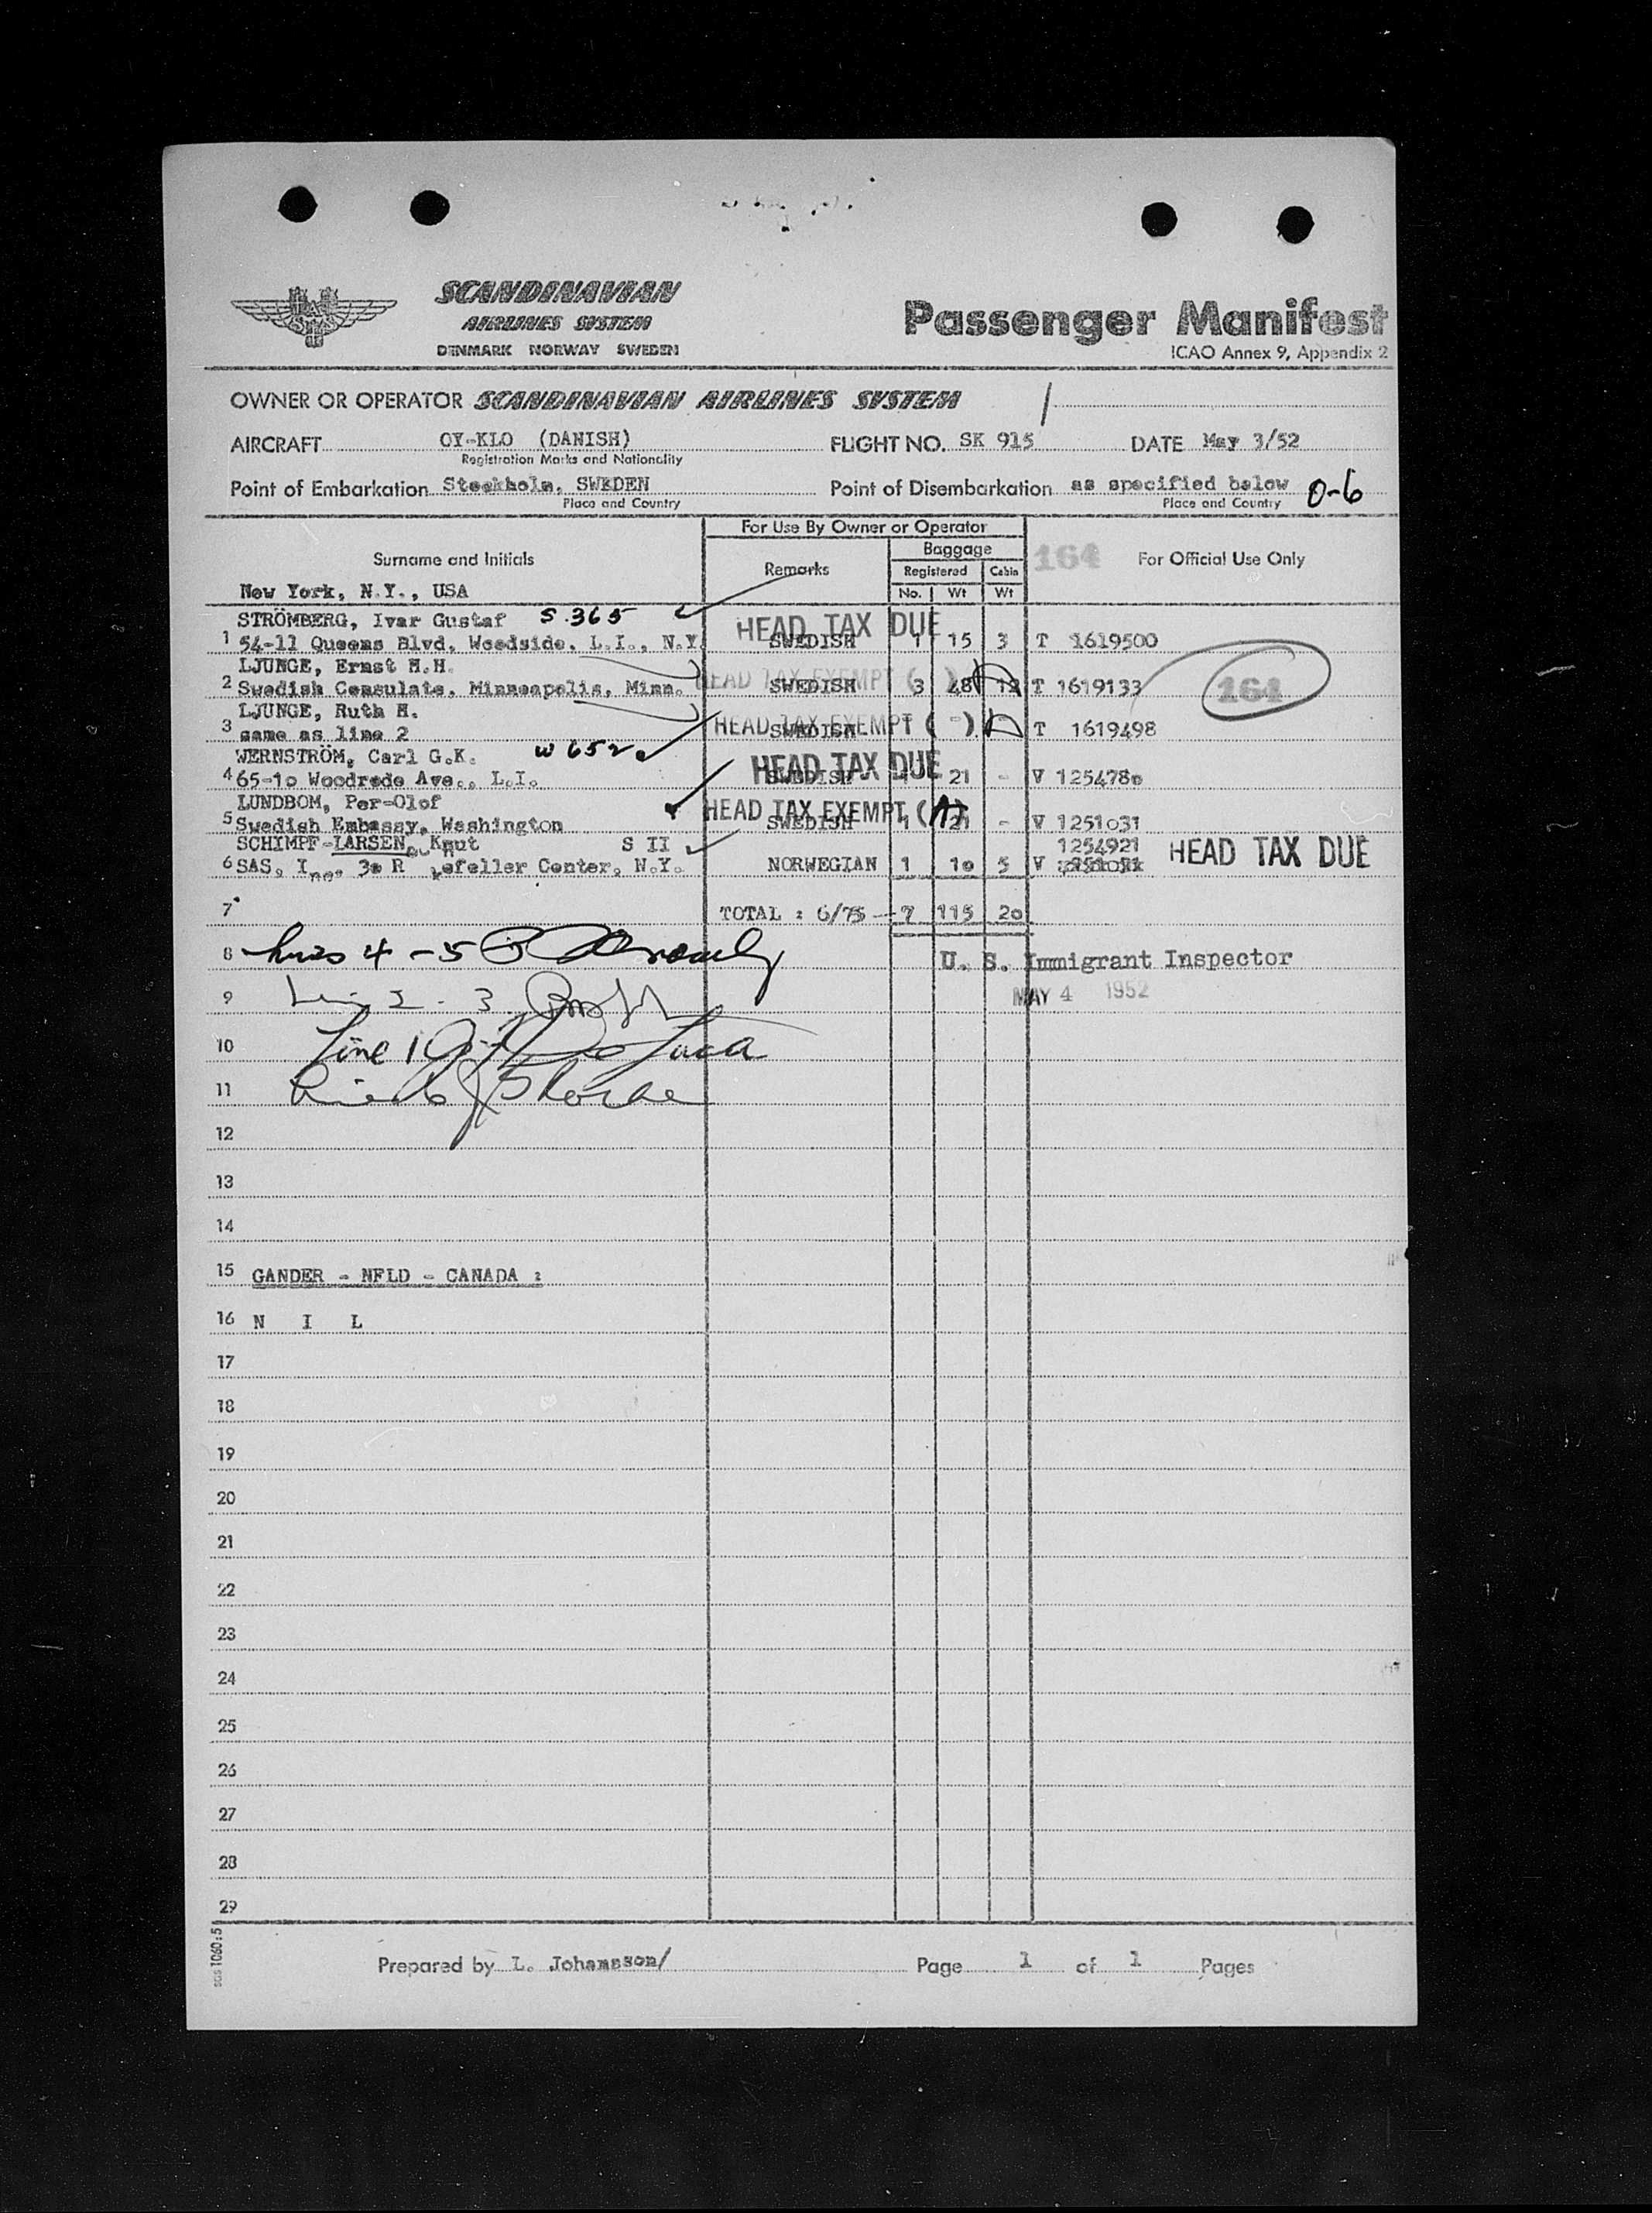 SCANDINAVIAN
AIRLINES SYSTEM
DENMARK NORWAY SWEDEN
Passenger Manifest
ICAO Annex 9, Appendix 2
OWNER OR OPERATOR SCANDINAVIAN AIRLINES SYSTEM
AIRCRAFT OY-KLO (DANISH) FLIGHT NO. SK 915 DATE May 3/52
Registration Marks and Nationality
Point of Embarkation Stockholm, SWEDEN Point of Disembarkation as specified below 0-6
Place and Country Place and Country
For Use By Owner or Operator
Surname and Initials Remarks Baggage 164 For Official Use Only
Registered Cabin
New York, N.Y., USA No. Wt Wt
STRÖMBERG, Ivar Gustaf S 365 HEAD TAX DUE
1 54-11 Queens Blvd, Woodside, L.I., N.Y. SWEDISH 1 15 3 T 1619500
LJUNGE, Ernst H.H. HEAD TAX EXEMPT ( )
2 Swedish Consulate, Minneapolis, Minn. SWEDISH 3 48 12 T 1619133 164
LJUNGE, Ruth H. HEAD TAX EXEMPT ( - )
3 same as line 2 SWEDISH T 1619498
WERNSTRÖM, Carl G.K. W 652 HEAD TAX DUE
4 65-10 Woodrede Ave., L.I. SWEDISH 1 21 - V 1254780
LUNDBOM, Per-Olof HEAD TAX EXEMPT (A)
5 Swedish Embassy, Washington SWEDISH 1 21 - V 1251031
SCHIMPF-LARSEN, Knut S II 1254921 HEAD TAX DUE
6 SAS, Inc, 30 R efeller Center, N.Y. NORWEGIAN 1 10 5 V 1251031
7 TOTAL : 6/75 - 7 115 20
8 Lines 4-5
U. S. Immigrant Inspector
9 2 - 3
MAY 4 1952
10 Line 1
11 Line 6
12
13
14
15 GANDER - NFLD - CANADA :
16 N I L
17
18
19
20
21
22
23
24
25
26
27
28
29
sas 1060:5
Prepared by L. Johansson/ Page 1 of 1 Pages